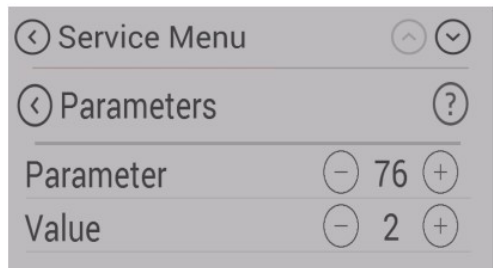 Service Menu
Parameters ?
Parameter - 76 +
Value - 2 +